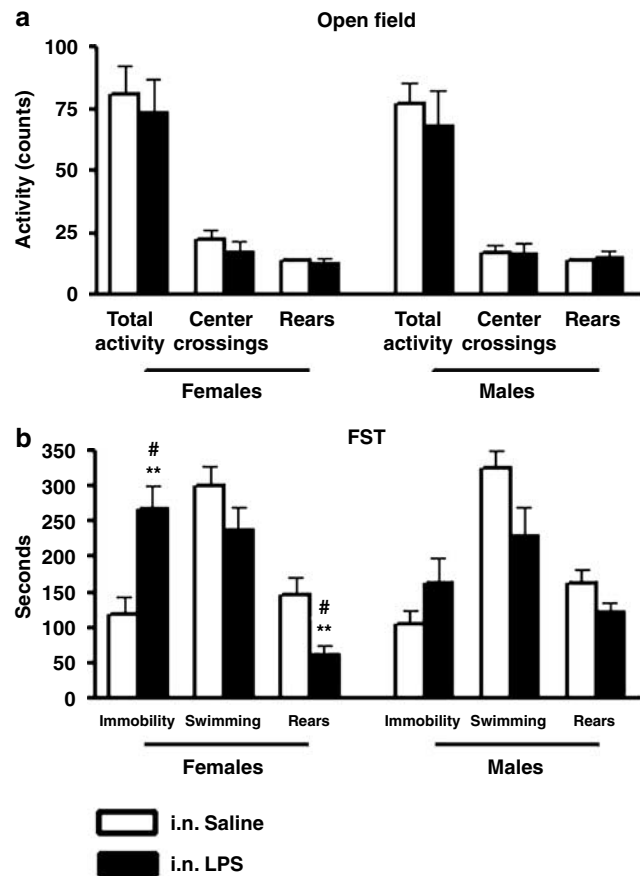 a
Open field
100
75
50
25
0
Activity (counts)
Total activity
Center crossings
Rears
Total activity
Center crossings
Rears
Females
Males
b
FST
350
300
250
200
150
100
50
0
Seconds
#
**
#
**
Immobility Swimming Rears
Immobility Swimming Rears
Females
Males
i.n. Saline
i.n. LPS